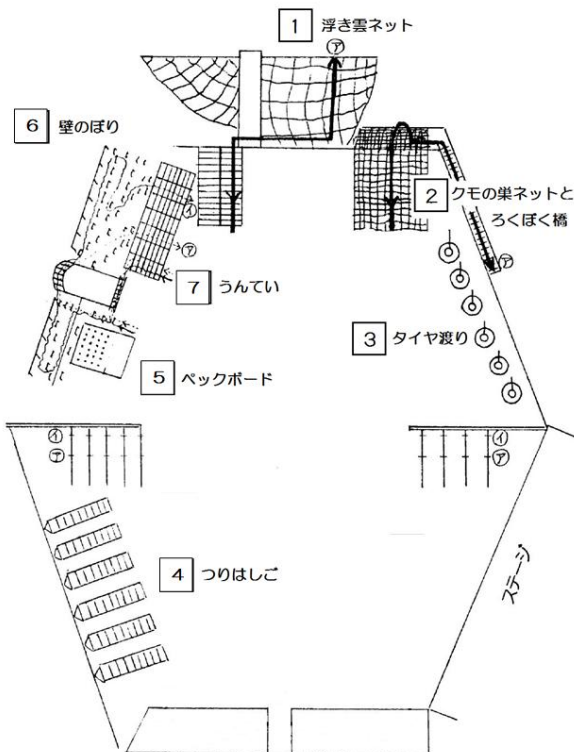 1 浮き雲ネット
㋐
6 壁のぼり
2 クモの巣ネットと
ろくぼく橋
㋑
㋐
㋐
7 うんてい
3 タイヤ渡り
5 ペックボード
㋑
㋐
㋑
㋐
4 つりはしご
ステージ